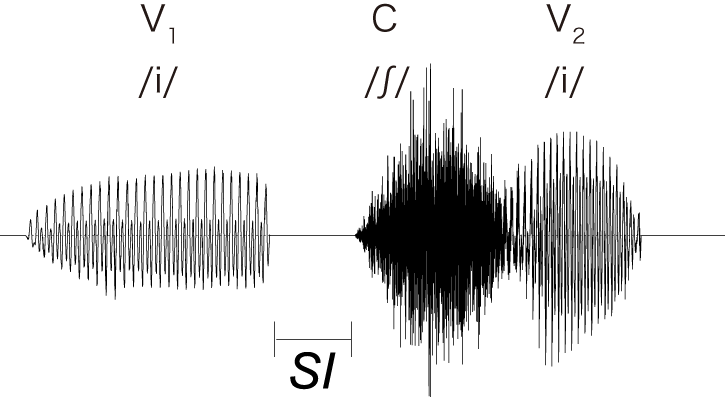 V₁ C V₂
/i/ /ʃ/ /i/
SI